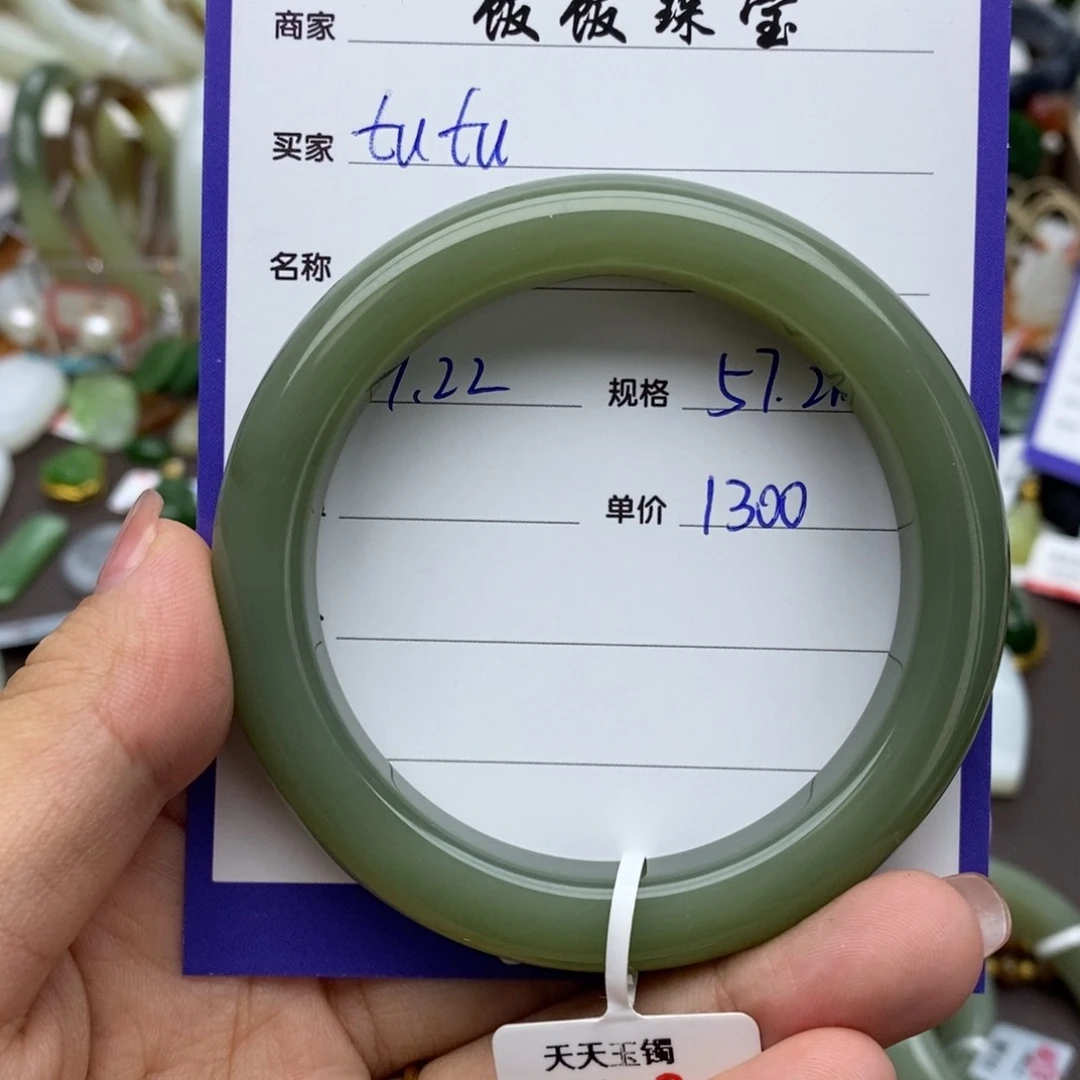 商家 饭饭珠宝
买家 tutu
名称
1.22 规格 57.2
单价 1300
天天玉镯